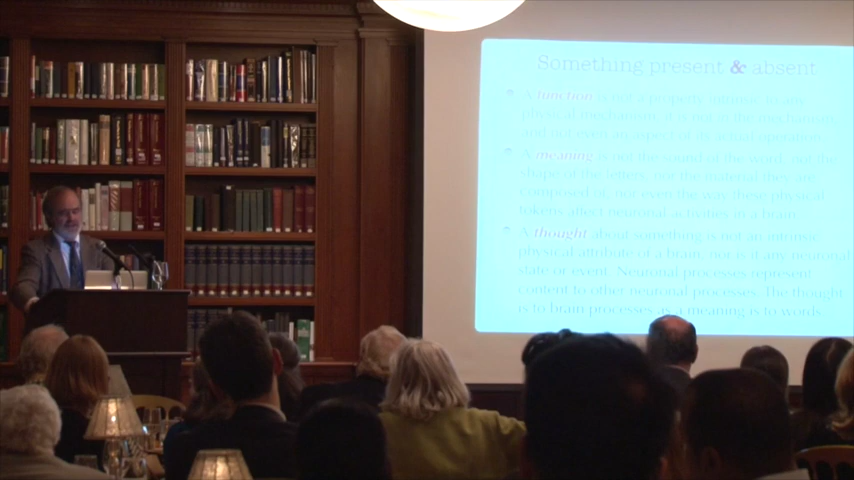 Something present & absent
A function is not a property intrinsic to any
physical mechanism. It is not in the mechanism
and not even an aspect of its actual operation.
A meaning is not the sound of the word, nor the
shape of the letters, nor the material they are
composed of, nor even the way these physical
tokens affect neuronal activities in a brain.
A thought about something is not an intrinsic
physical attribute of a brain, nor is it any neuronal
state or event. Neuronal processes represent
content to other neuronal processes. The thought
is to brain processes as a meaning is to words.